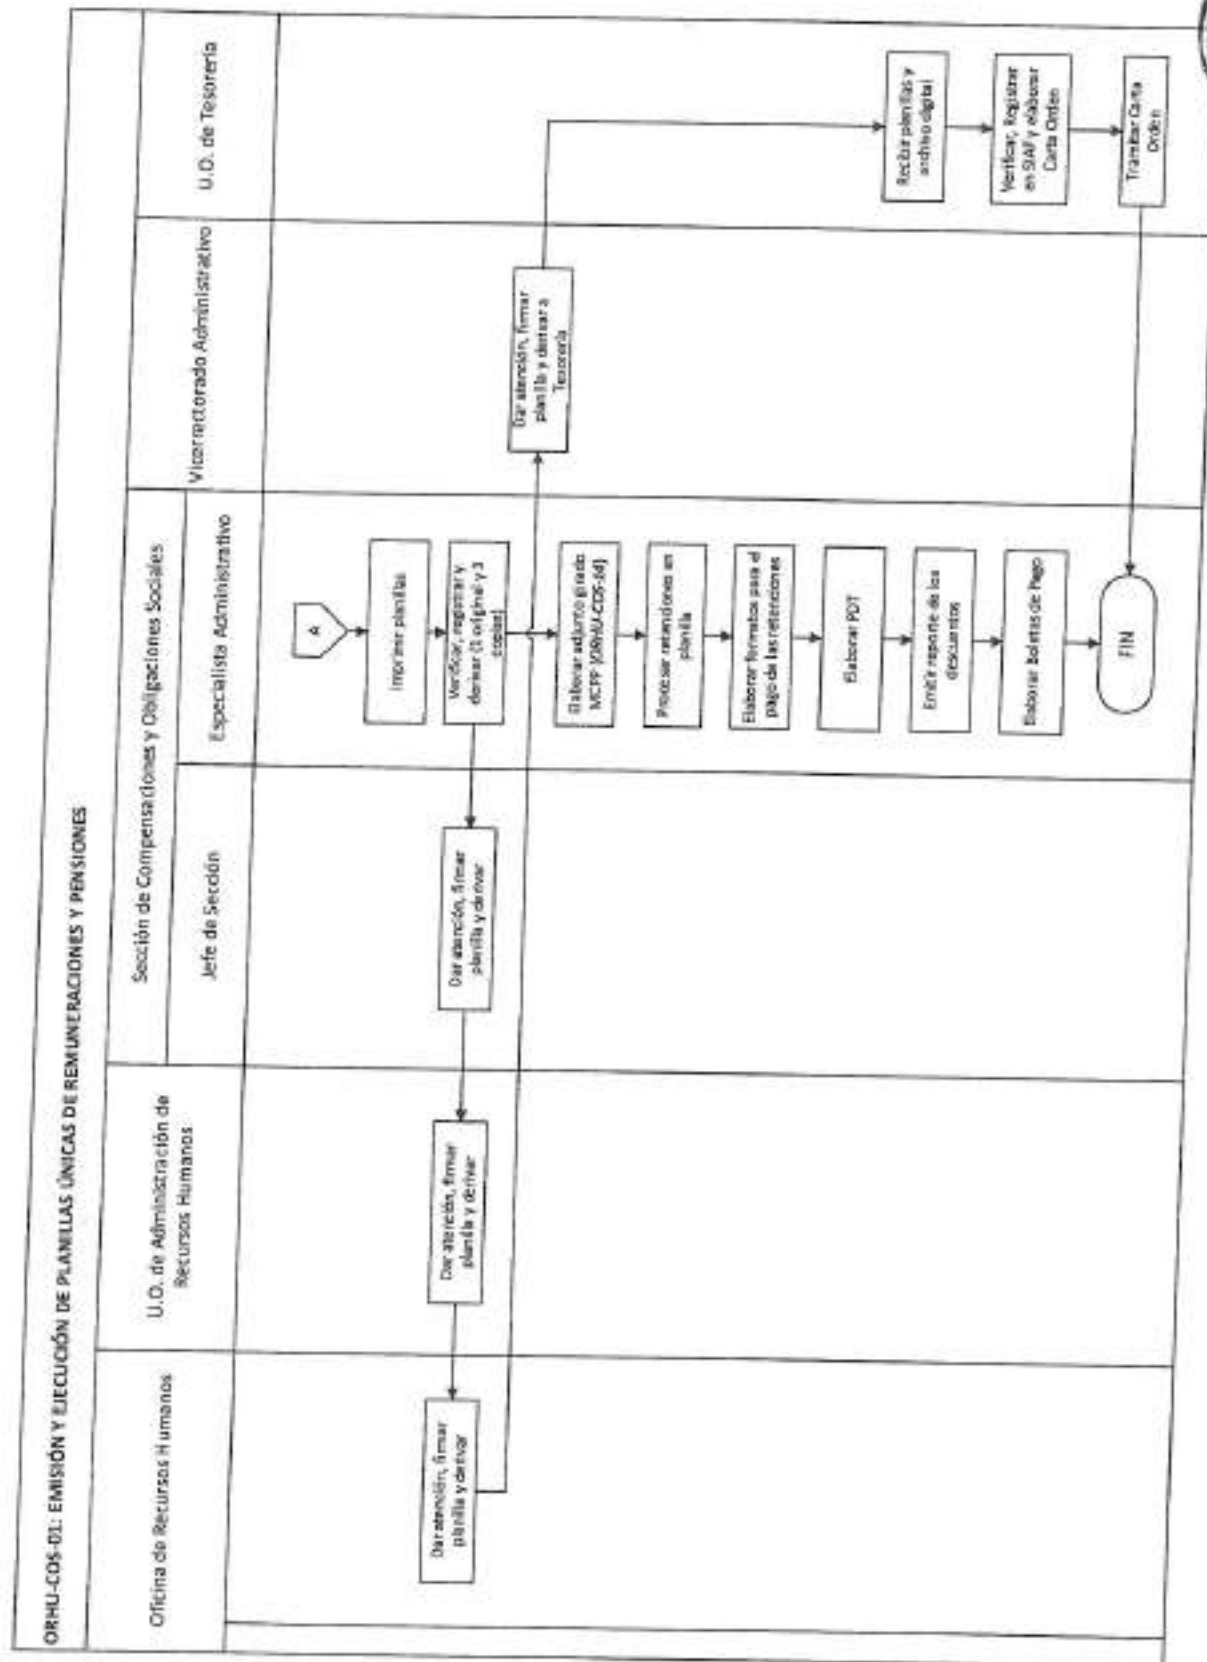 ORHU-COS-01: EMISIÓN Y EJECUCIÓN DE PLANILLAS ÚNICAS DE REMUNERACIONES Y PENSIONES
Oficina de Recursos Humanos
U.O. de Administración de
Recursos Humanos
Sección de Compensaciones y Obligaciones Sociales
Jefe de Sección
Especialista Administrativo
Vicerrectorado Administrativo
U.O. de Tesorería
A
Imprimir planillas
Verificar, registrar y
derivar (1 original y 3
copias)
Dar atención, firmar
planilla y derivar
Dar atención, firmar
planilla y derivar
Dar atención, firmar
planilla y derivar
Dar atención, firmar
planilla y derivar a
Tesorería
Elaborar adjunto girado
MCPP (ORHU-COS-04)
Procesar retenciones en
planilla
Elaborar formatos para el
pago de las retenciones
Elaborar PDT
Emitir reporte de los
descuentos
Elaborar Boletas de Pago
FIN
Recibir planillas y
archivo digital
Verificar, Registrar
en SIAF y elaborar
Carta Orden
Tramitar Carta
Orden